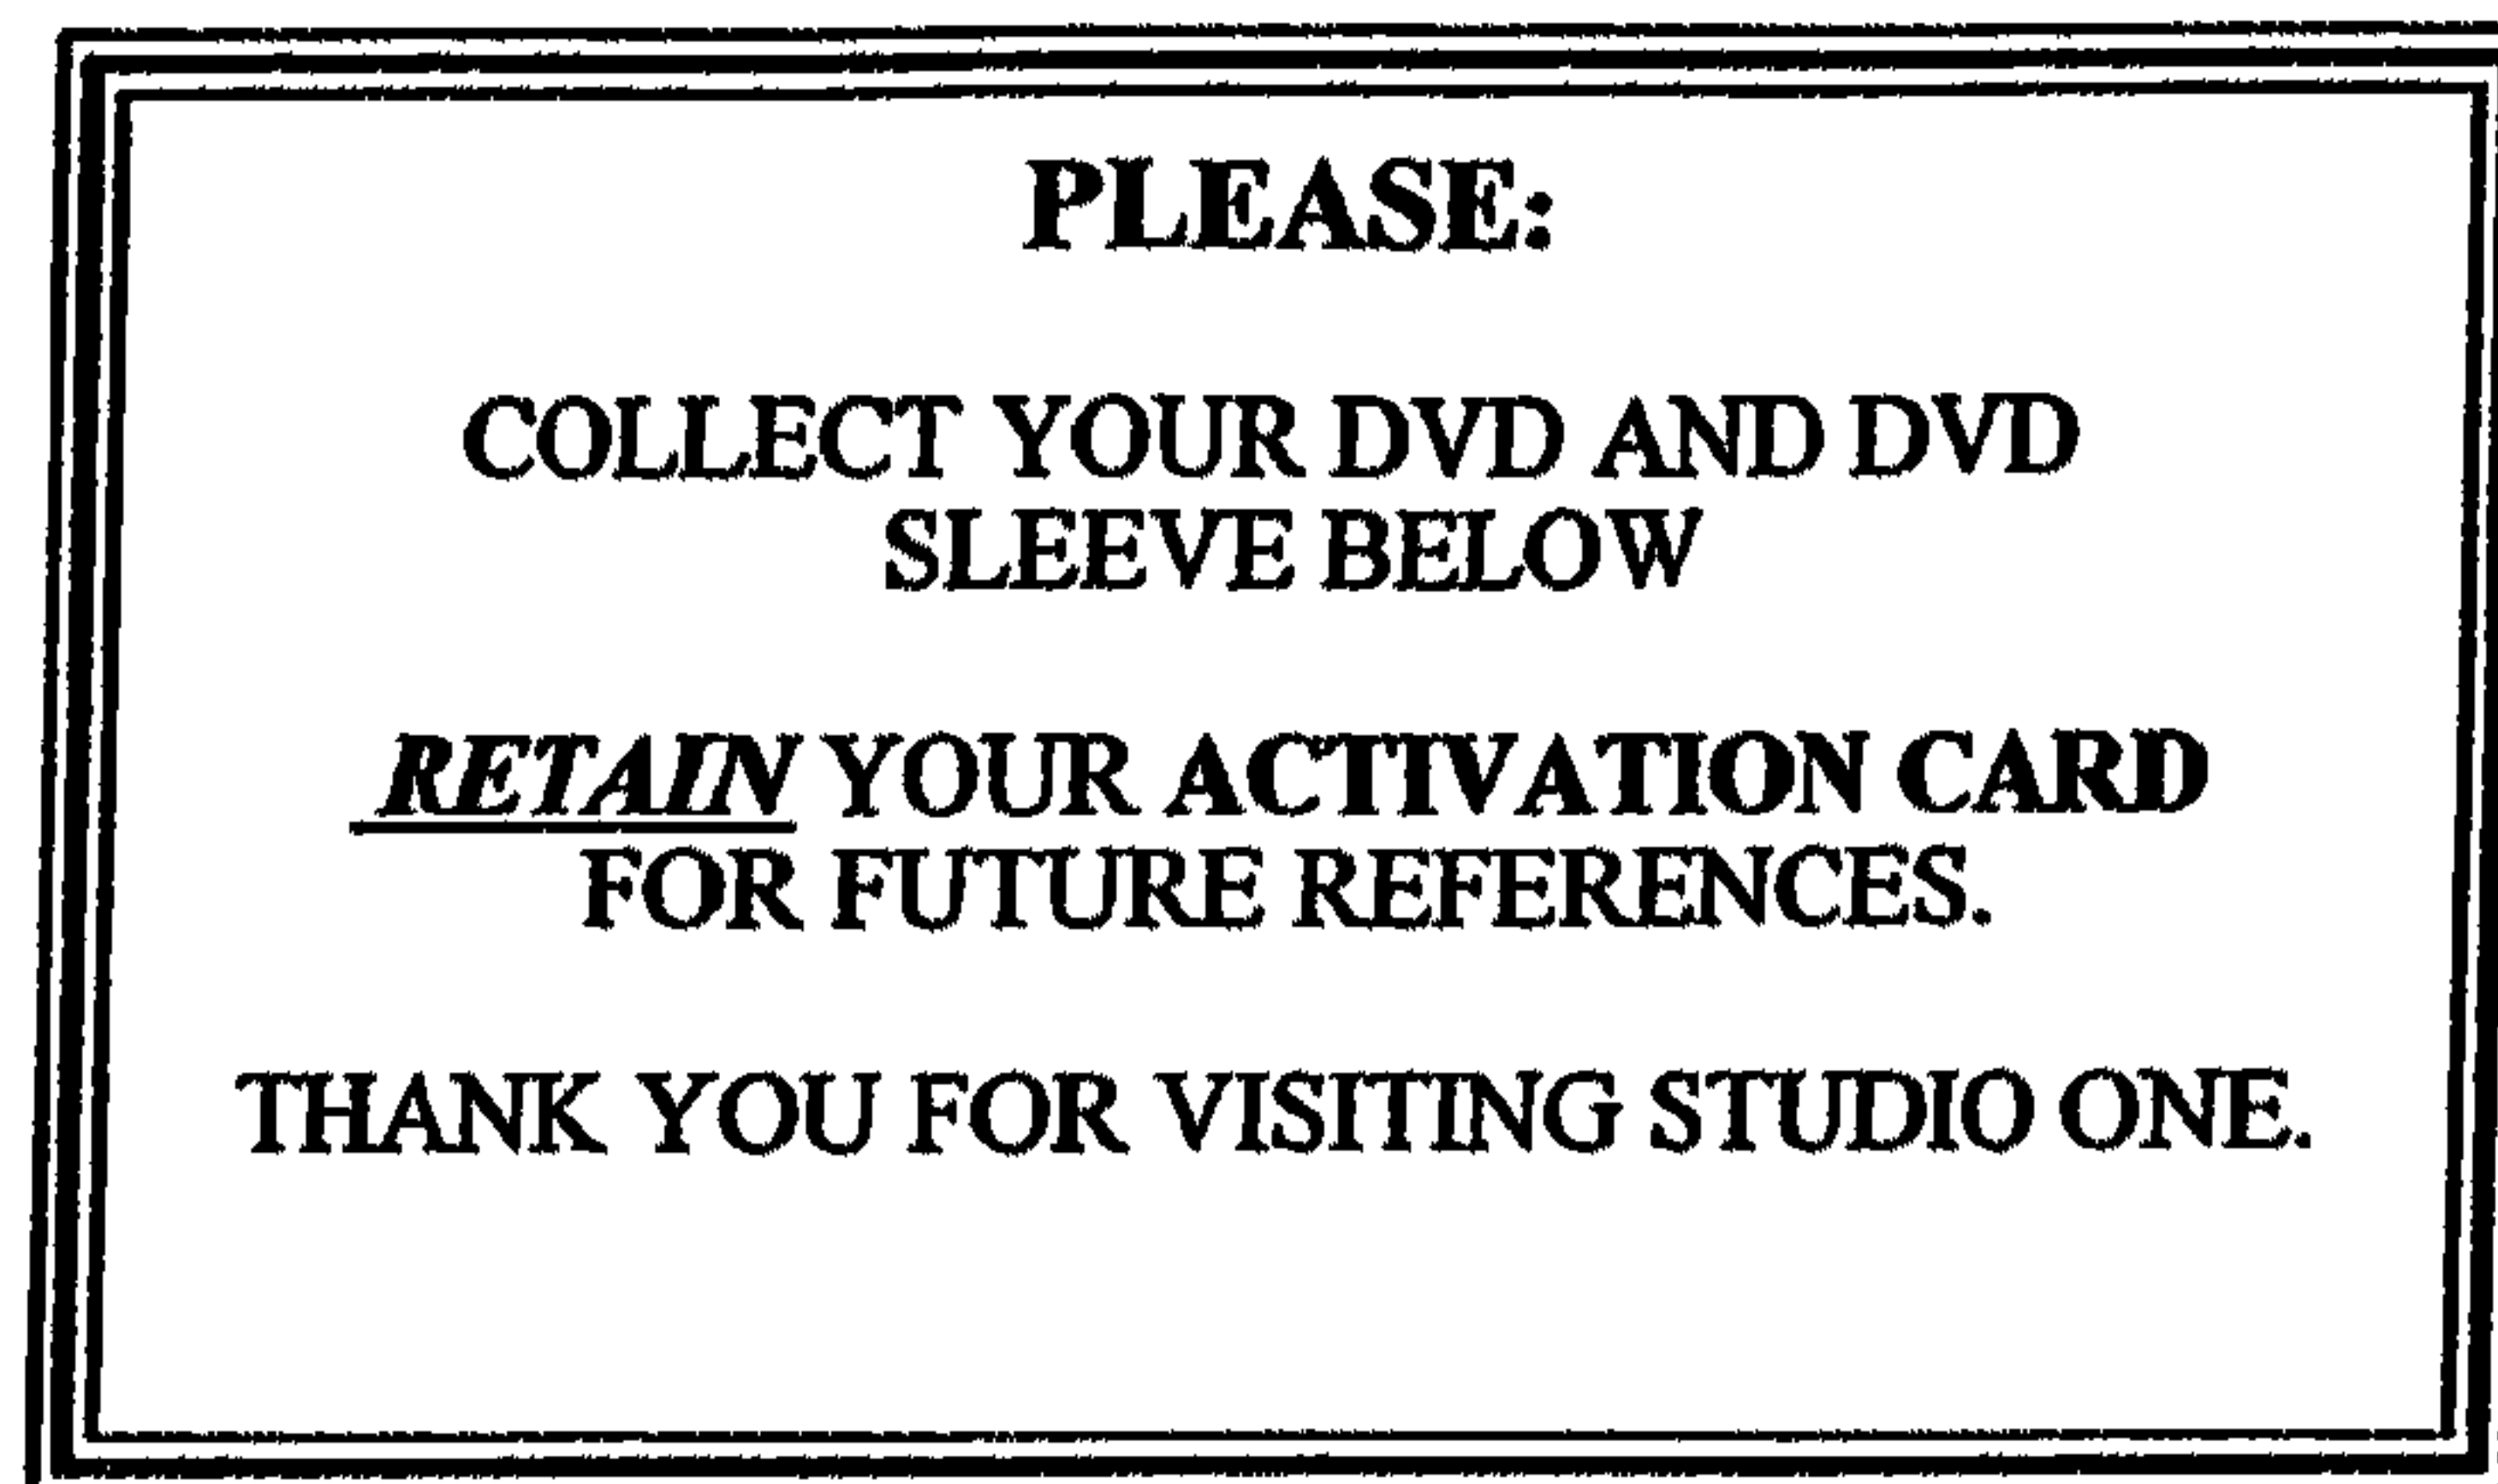 PLEASE:
COLLECT YOUR DVD AND DVD
SLEEVE BELOW
RETAIN YOUR ACTIVATION CARD
FOR FUTURE REFERENCES.
THANK YOU FOR VISITING STUDIO ONE.